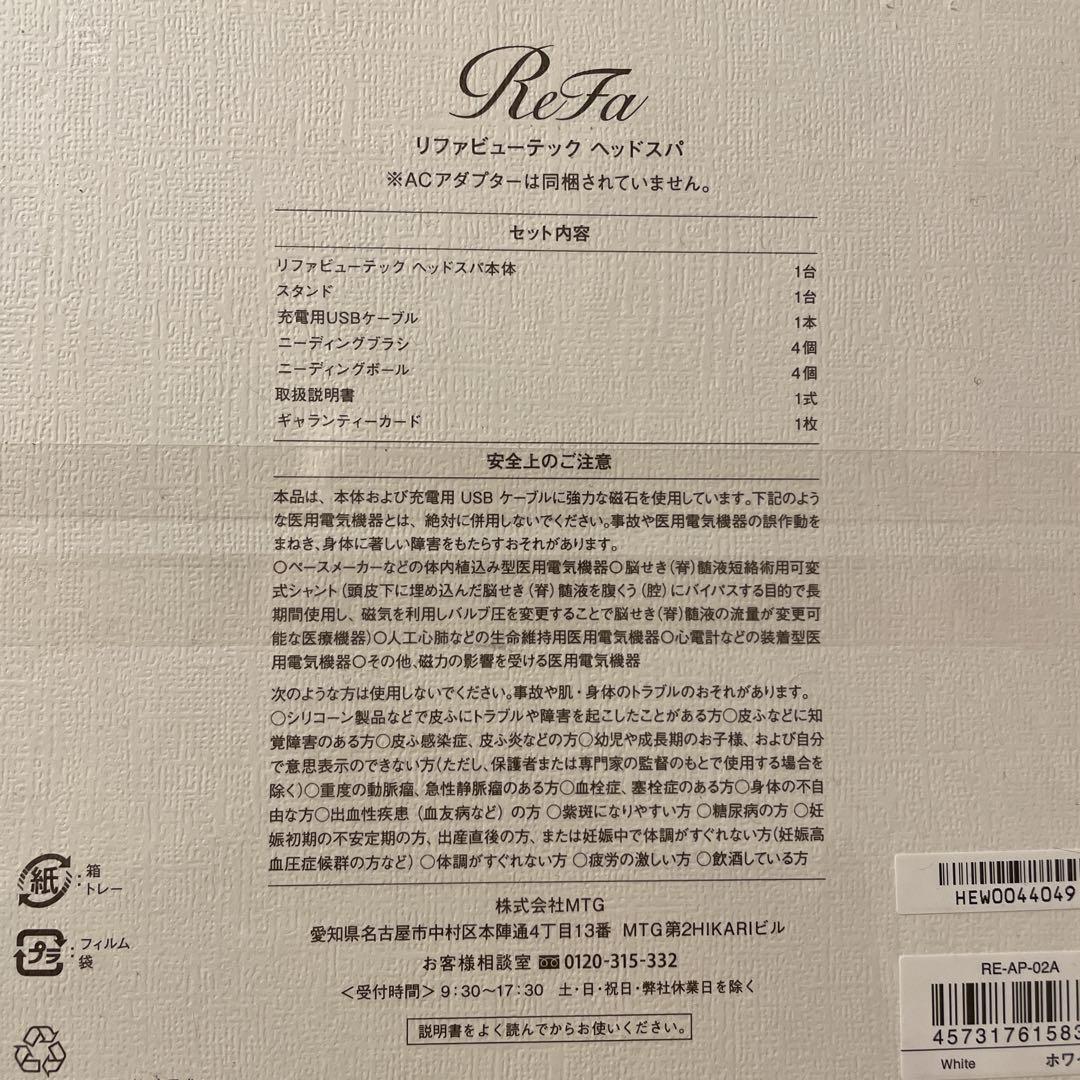 ReFa
リファビューテック ヘッドスパ
※ACアダプターは同梱されていません。
セット内容
リファビューテック ヘッドスパ本体 1台
スタンド 1台
充電用USBケーブル 1本
ニーディングブラシ 4個
ニーディングボール 4個
取扱説明書 1式
ギャランティーカード 1枚
安全上のご注意
本品は、本体および充電用 USB ケーブルに強力な磁石を使用しています。下記のよう
な医用電気機器とは、絶対に併用しないでください。事故や医用電気機器の誤作動を
まねき、身体に著しい障害をもたらすおそれがあります。
○ペースメーカーなどの体内植込み型医用電気機器○脳せき(脊)髄液短絡術用可変
式シャント(頭皮下に埋め込んだ脳せき(脊)髄液を腹くう(腔)にバイパスする目的で長
期間使用し、磁気を利用しバルブ圧を変更することで脳せき(脊)髄液の流量が変更可
能な医療機器)○人工心肺などの生命維持用医用電気機器○心電計などの装着型医
用電気機器○その他、磁力の影響を受ける医用電気機器
次のような方は使用しないでください。事故や肌・身体のトラブルのおそれがあります。
○シリコーン製品などで皮ふにトラブルや障害を起こしたことがある方○皮ふなどに知
覚障害のある方○皮ふ感染症、皮ふ炎などの方○幼児や成長期のお子様、および自分
で意思表示のできない方(ただし、保護者または専門家の監督のもとで使用する場合を
除く)○重度の動脈瘤、急性静脈瘤のある方○血栓症、塞栓症のある方○身体の不自
由な方○出血性疾患(血友病など)の方 ○紫斑になりやすい方 ○糖尿病の方 ○妊
娠初期の不安定期の方、出産直後の方、または妊娠中で体調がすぐれない方(妊娠高
血圧症候群の方など) ○体調がすぐれない方 ○疲労の激しい方 ○飲酒している方
株式会社MTG
愛知県名古屋市中村区本陣通4丁目13番 MTG第2HIKARIビル
お客様相談室 0120-315-332
<受付時間> 9:30〜17:30 土・日・祝日・弊社休業日を除く
説明書をよく読んでからお使いください。
紙 : 箱
トレー
プラ : フィルム
袋
HEW0044049
RE-AP-02A
45731761583
White ホワ